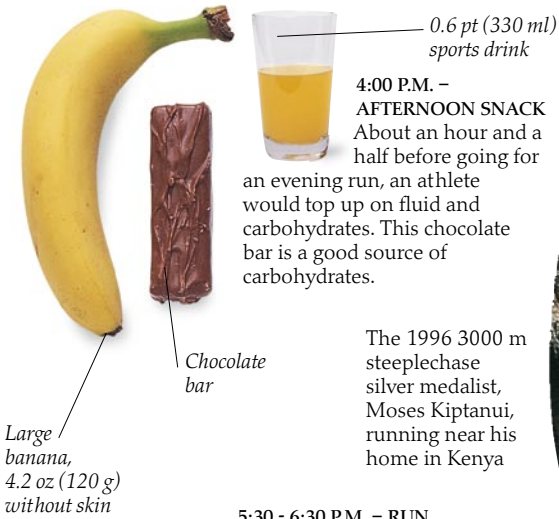 0.6 pt (330 ml)
sports drink
4:00 P.M. –
AFTERNOON SNACK
About an hour and a
half before going for
an evening run, an athlete
would top up on fluid and
carbohydrates. This chocolate
bar is a good source of
carbohydrates.
Chocolate
bar
The 1996 3000 m
steeplechase
silver medalist,
Moses Kiptanui,
running near his
home in Kenya
Large
banana,
4.2 oz (120 g)
without skin
5:30 - 6:30 P.M. – RUN